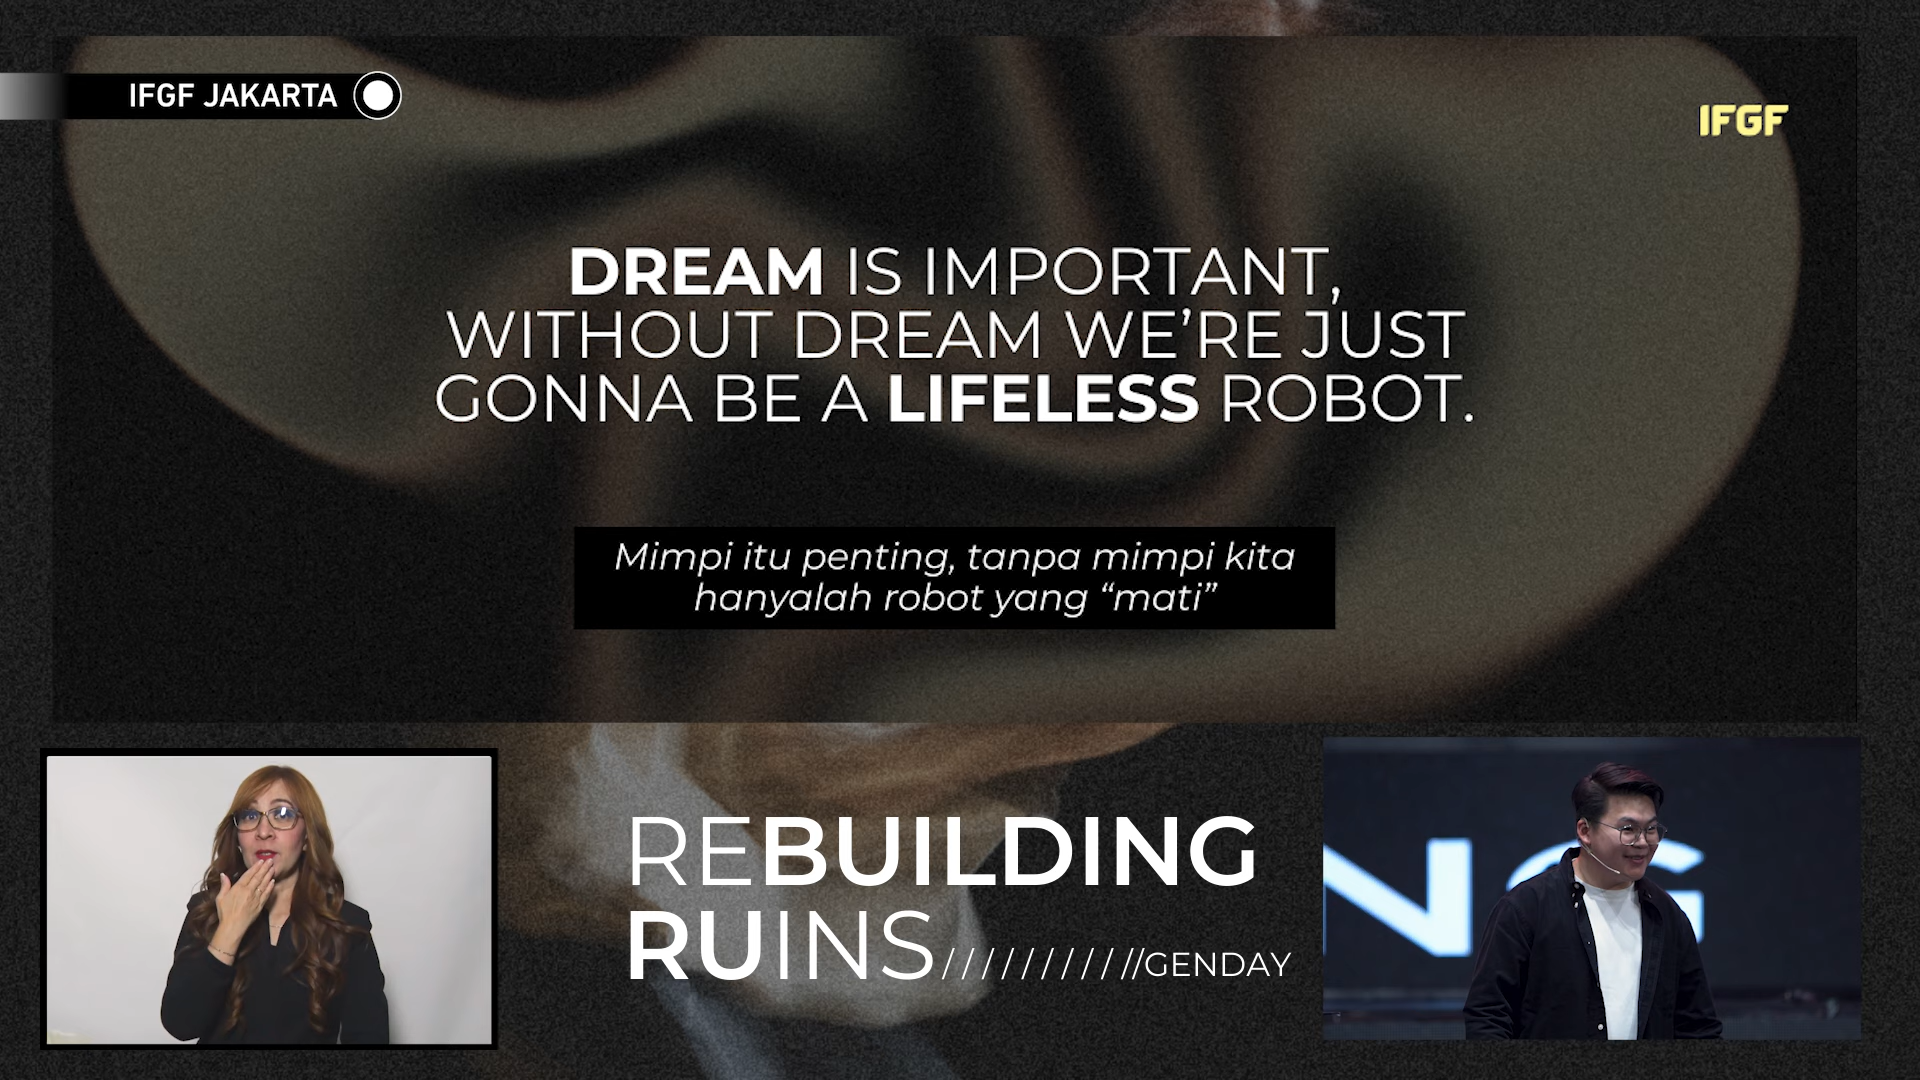 IFGF JAKARTA
IFGF
DREAM IS IMPORTANT,
WITHOUT DREAM WE’RE JUST
GONNA BE A LIFELESS ROBOT.
Mimpi itu penting, tanpa mimpi kita
hanyalah robot yang “mati”
REBUILDING
RUINS///////////GENDAY
NG